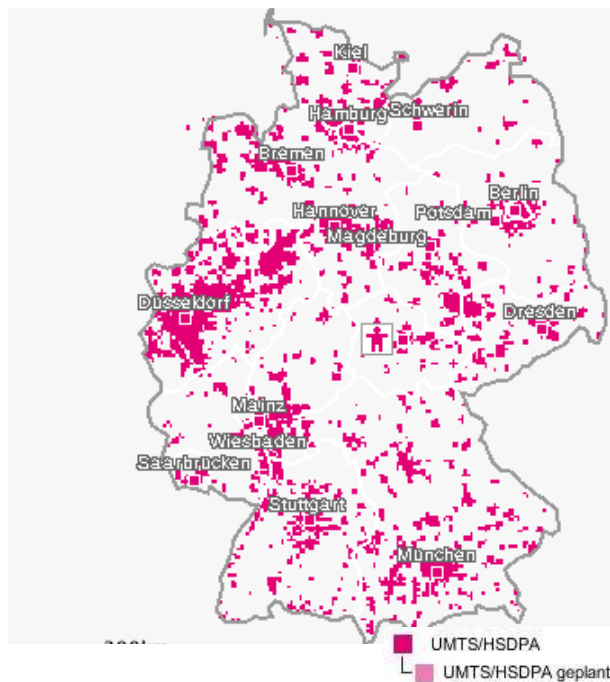 Kiel
Hamburg
Schwerin
Bremen
Berlin
Hannover
Potsdam
Magdeburg
Düsseldorf
Dresden
Mainz
Wiesbaden
Saarbrücken
Stuttgart
München
UMTS/HSDPA
UMTS/HSDPA geplant